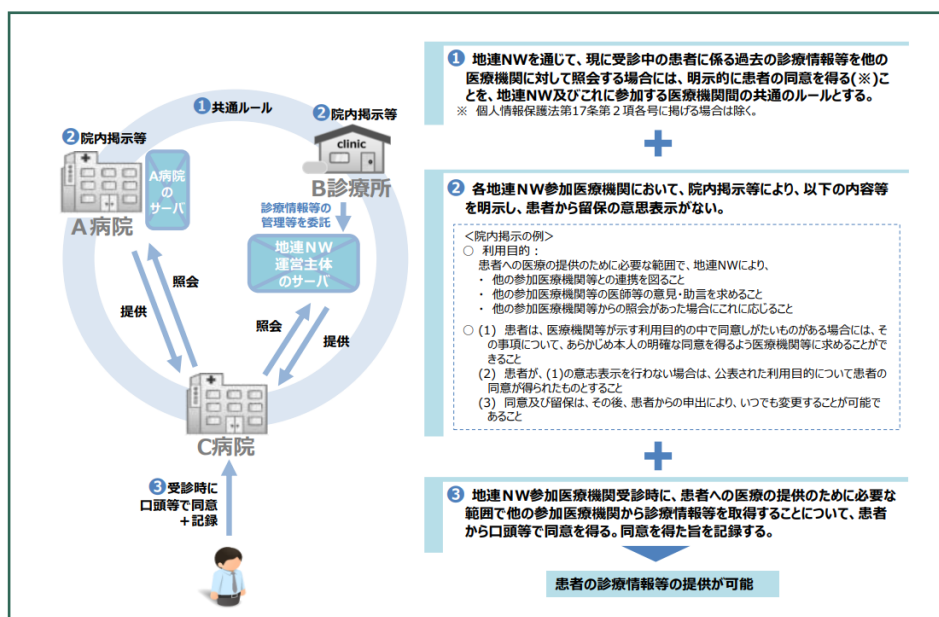 ❶共通ルール
❷院内掲示等
❷院内掲示等
clinic
A病院
の
サーバ
A病院
B診療所
診療情報等の
管理等を委託
地連NW
運営主体
のサーバ
照会
提供
照会
提供
C病院
❸受診時に
口頭等で同意
+記録
❶ 地連NWを通じて、現に受診中の患者に係る過去の診療情報等を他の
医療機関に対して照会する場合には、明示的に患者の同意を得る(※)こ
とを、地連NW及びこれに参加する医療機関間の共通のルールとする。
※ 個人情報保護法第17条第2項各号に掲げる場合は除く。
+
❷ 各地連NW参加医療機関において、院内掲示等により、以下の内容等
を明示し、患者から留保の意思表示がない。
<院内掲示の例>
○ 利用目的:
患者への医療の提供のために必要な範囲で、地連NWにより、
・ 他の参加医療機関等との連携を図ること
・ 他の参加医療機関等の医師等の意見・助言を求めること
・ 他の参加医療機関等からの照会があった場合にこれに応じること
○ (1) 患者は、医療機関等が示す利用目的の中で同意しがたいものがある場合には、そ
の事項について、あらかじめ本人の明確な同意を得るよう医療機関等に求めることがで
きること
(2) 患者が、(1)の意志表示を行わない場合は、公表された利用目的について患者の
同意が得られたものとすること
(3) 同意及び留保は、その後、患者からの申出により、いつでも変更することが可能で
あること
+
❸ 地連NW参加医療機関受診時に、患者への医療の提供のために必要な
範囲で他の参加医療機関から診療情報等を取得することについて、患者
から口頭等で同意を得る。同意を得た旨を記録する。
患者の診療情報等の提供が可能